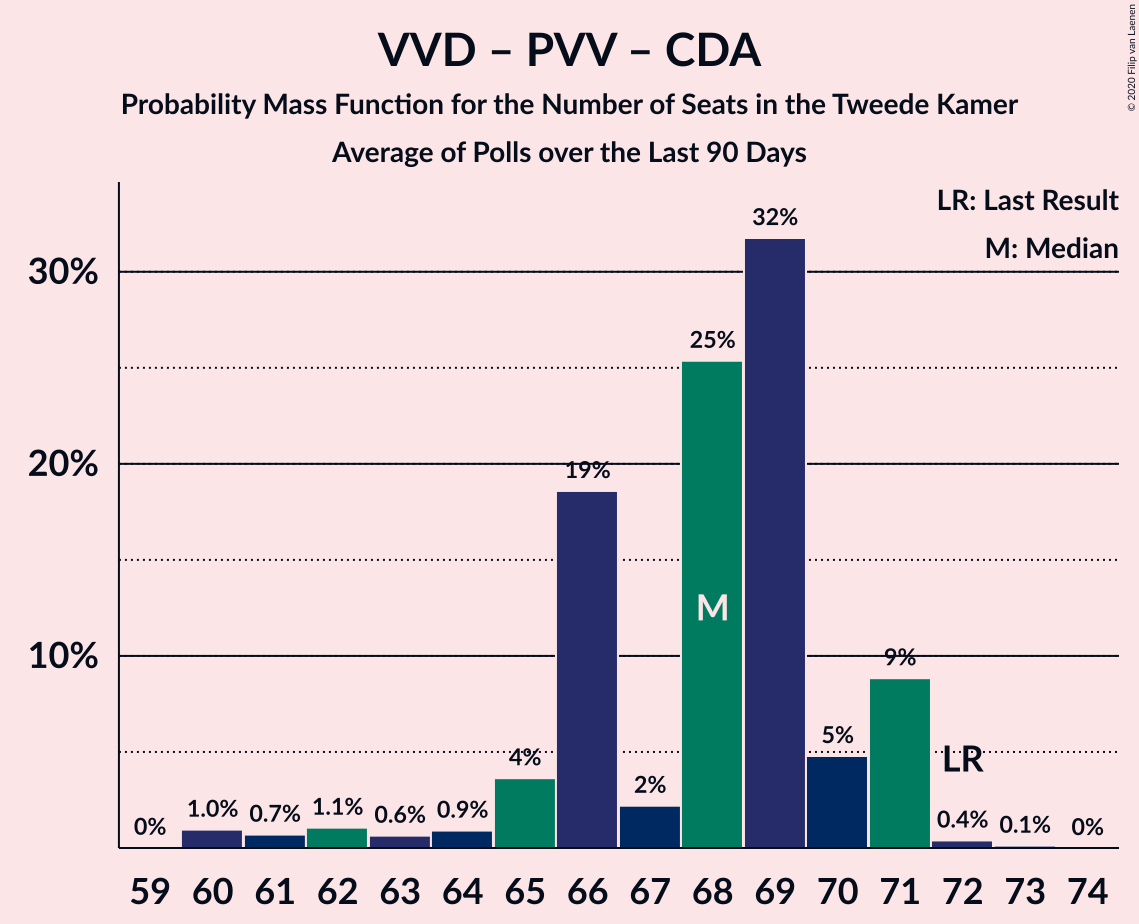 VVD – PVV – CDA
Probability Mass Function for the Number of Seats in the Tweede Kamer
Average of Polls over the Last 90 Days
© 2020 Filip van Laenen
LR: Last Result
M: Median
30%
20%
10%
0%
1.0%
0.7%
1.1%
0.6%
0.9%
4%
19%
2%
25%
32%
5%
9%
0.4%
0.1%
0%
M
LR
59 60 61 62 63 64 65 66 67 68 69 70 71 72 73 74